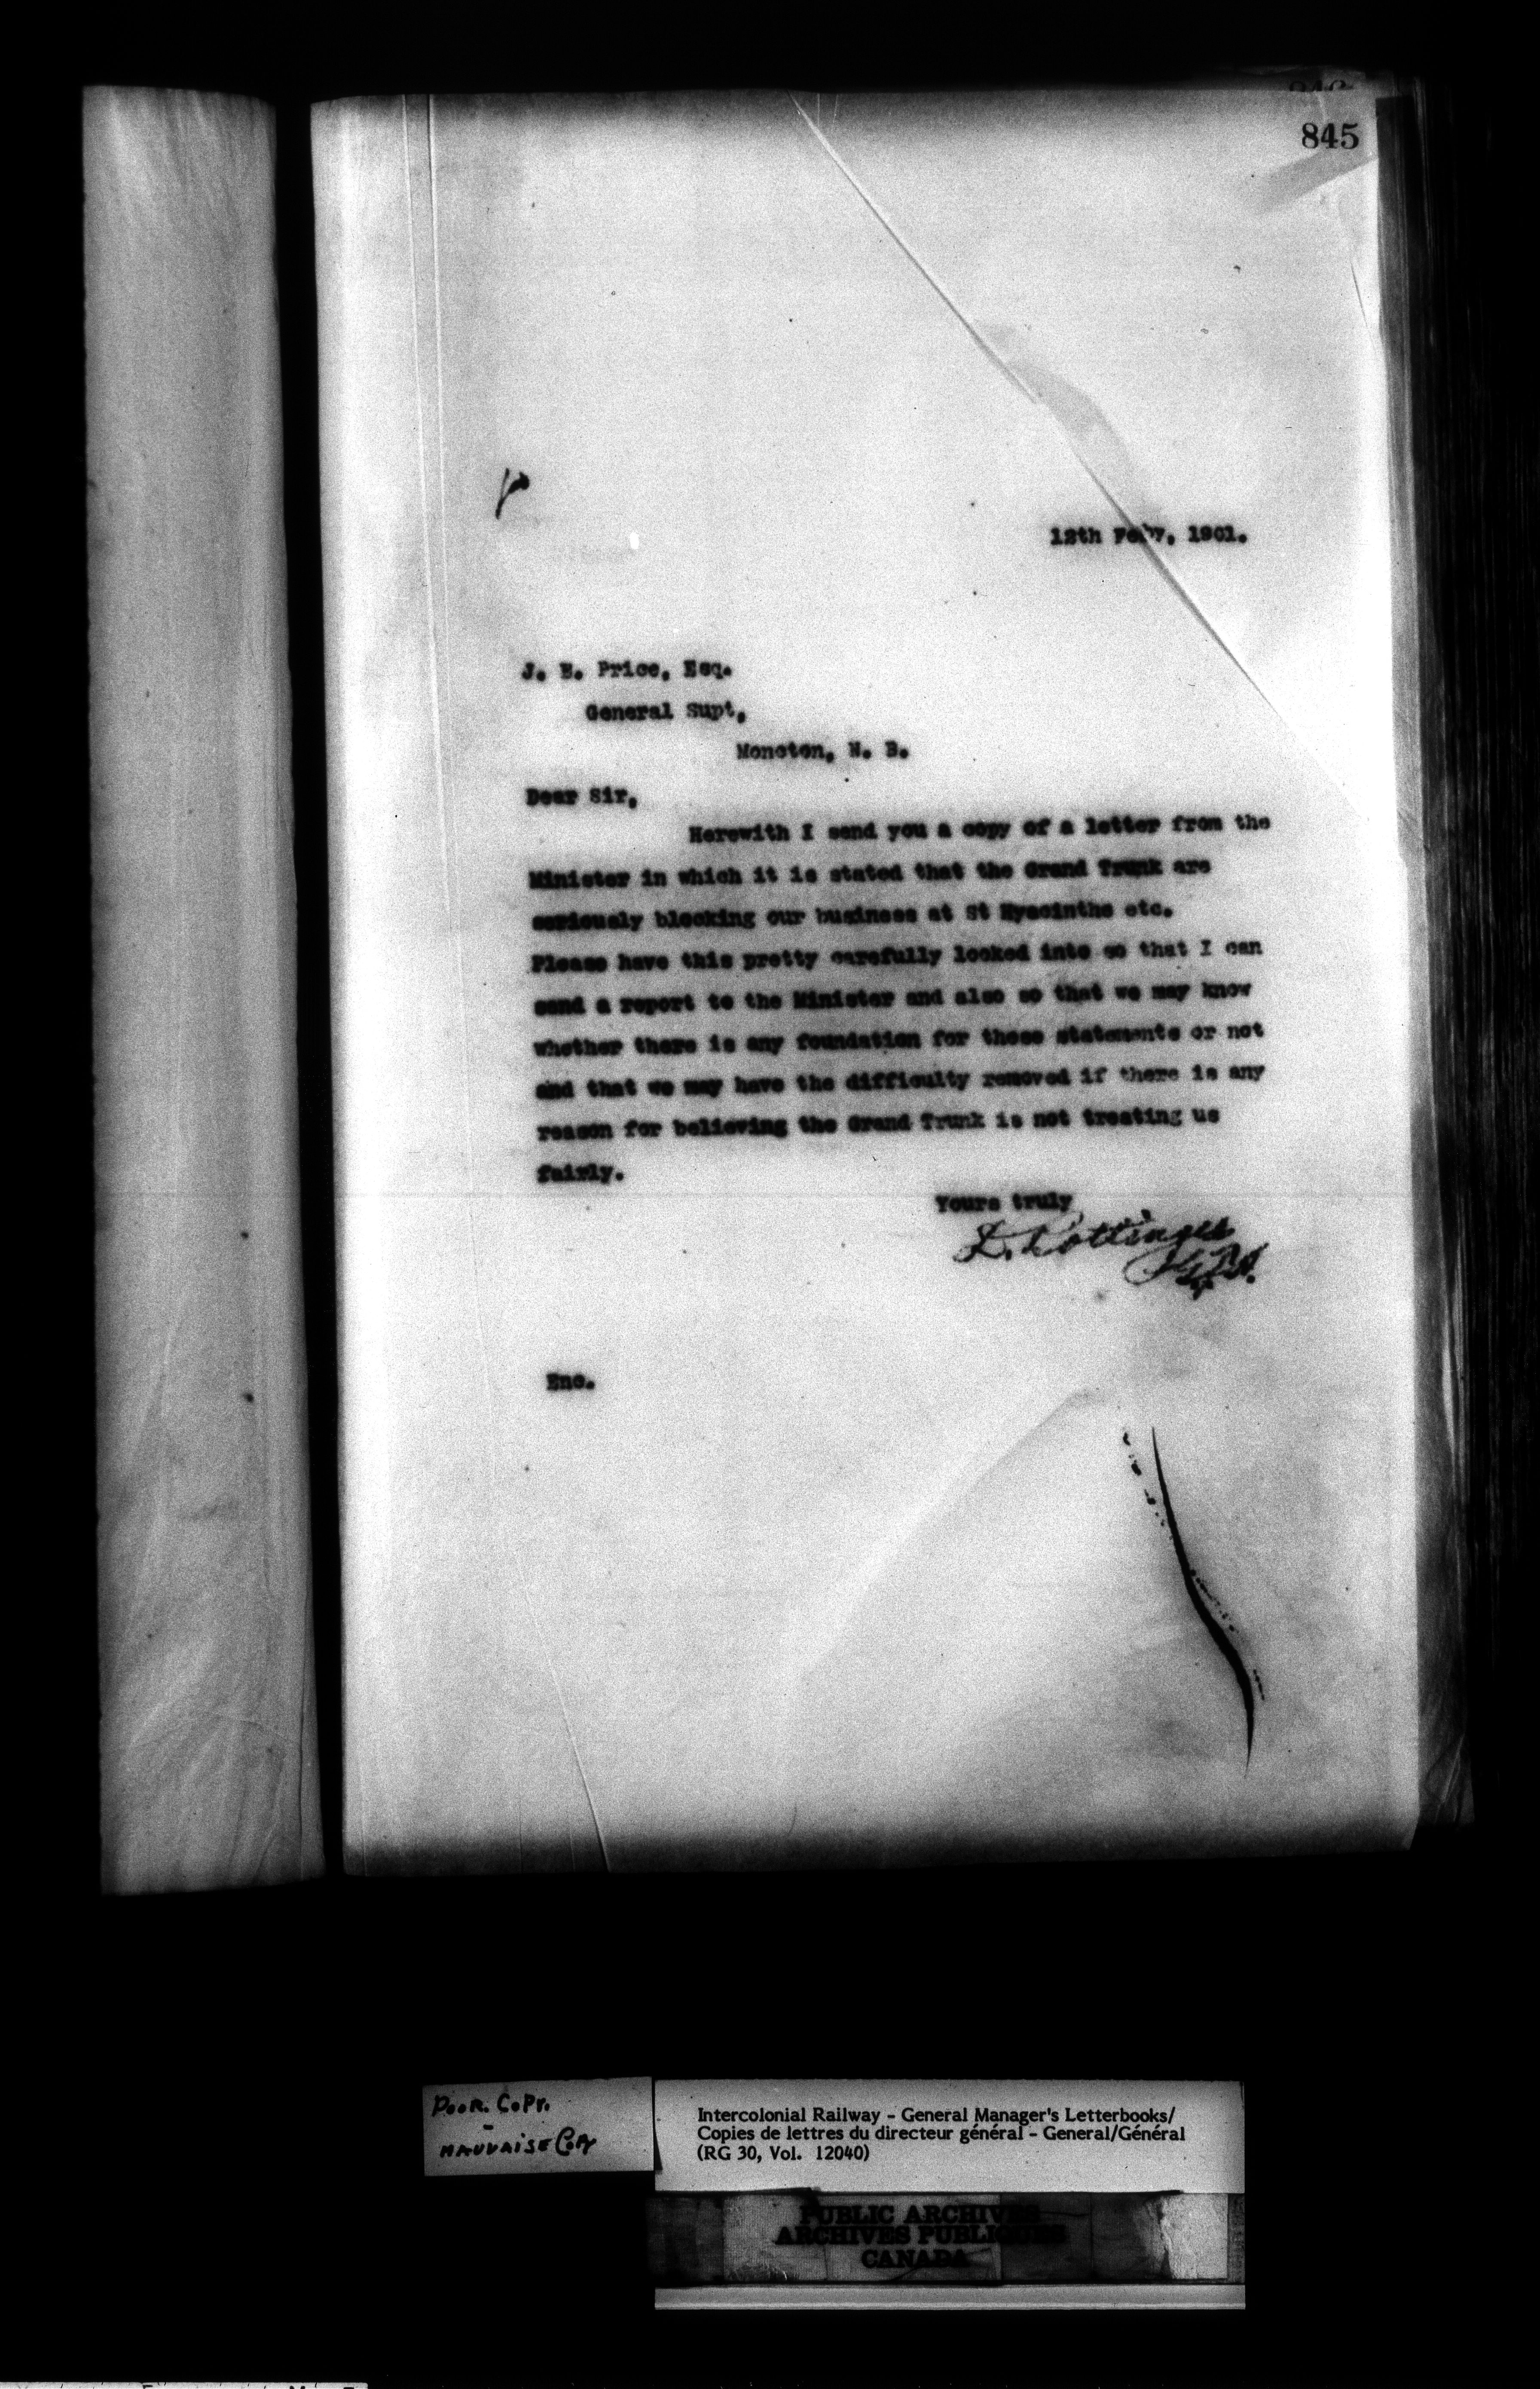 845
12th Feby, 1901.
J. E. Price, Esq.
General Supt,
Moncton, N. B.
Dear Sir,
Herewith I send you a copy of a letter from the
Minister in which it is stated that the Grand Trunk are
seriously blocking our business at St Hyacinthe etc.
Please have this pretty carefully looked into so that I can
send a report to the Minister and also so that we may know
whether there is any foundation for these statements or not
and that we may have the difficulty removed if there is any
reason for believing the Grand Trunk is not treating us
fairly.
Yours truly
D. Pottinger
Enc.
Poor. Copy.
-
MAUVAISE Copy
Intercolonial Railway - General Manager's Letterbooks/
Copies de lettres du directeur général - General/Général
(RG 30, Vol. 12040)
PUBLIC ARCHIVES
ARCHIVES PUBLIQUES
CANADA